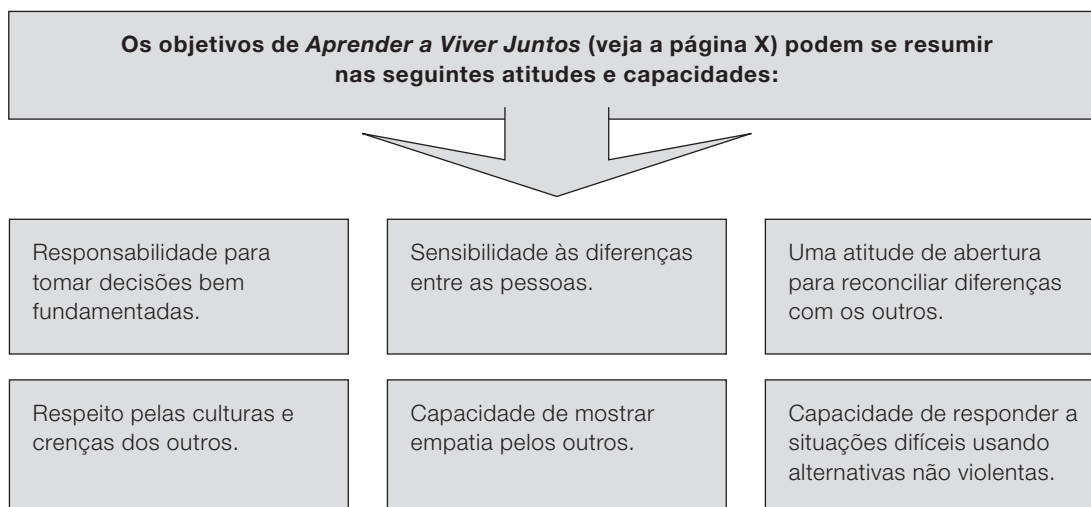 Os objetivos de Aprender a Viver Juntos (veja a página X) podem se resumir
nas seguintes atitudes e capacidades:
Responsabilidade para
tomar decisões bem
fundamentadas.
Sensibilidade às diferenças
entre as pessoas.
Uma atitude de abertura
para reconciliar diferenças
com os outros.
Respeito pelas culturas e
crenças dos outros.
Capacidade de mostrar
empatia pelos outros.
Capacidade de responder a
situações difíceis usando
alternativas não violentas.